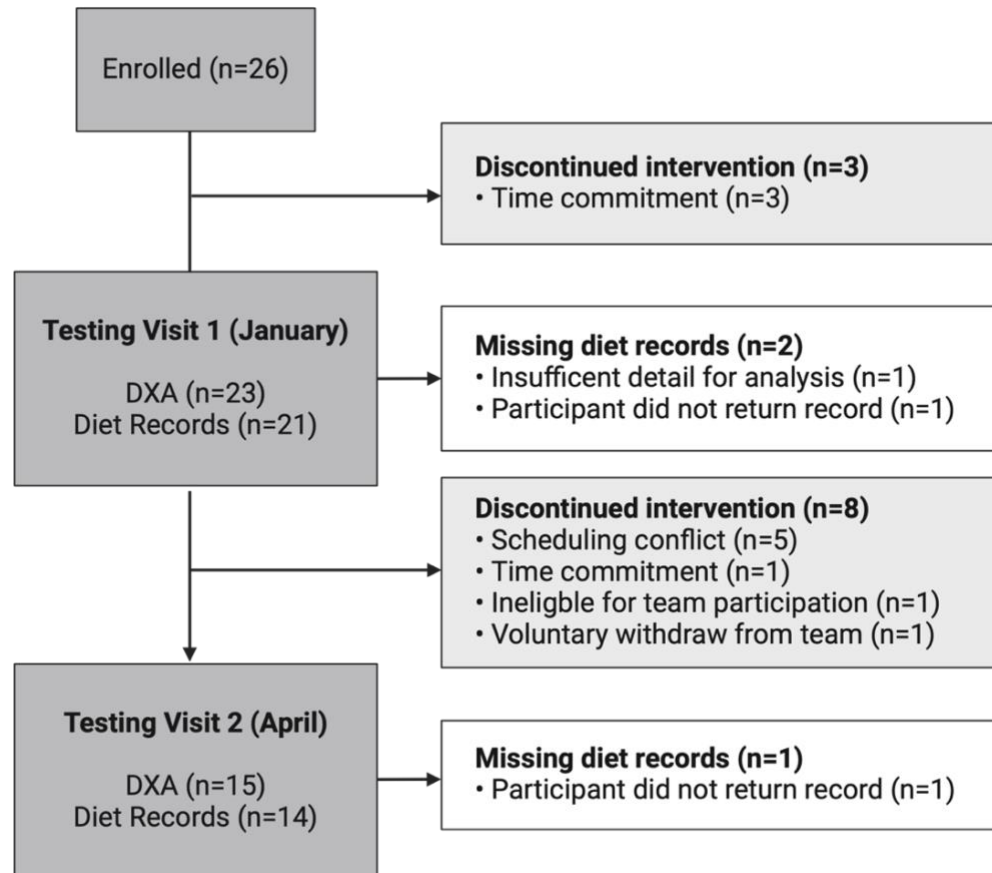 Enrolled (n=26)
Discontinued intervention (n=3)
• Time commitment (n=3)
Testing Visit 1 (January)
DXA (n=23)
Diet Records (n=21)
Missing diet records (n=2)
• Insufficent detail for analysis (n=1)
• Participant did not return record (n=1)
Discontinued intervention (n=8)
• Scheduling conflict (n=5)
• Time commitment (n=1)
• Ineligble for team participation (n=1)
• Voluntary withdraw from team (n=1)
Testing Visit 2 (April)
DXA (n=15)
Diet Records (n=14)
Missing diet records (n=1)
• Participant did not return record (n=1)